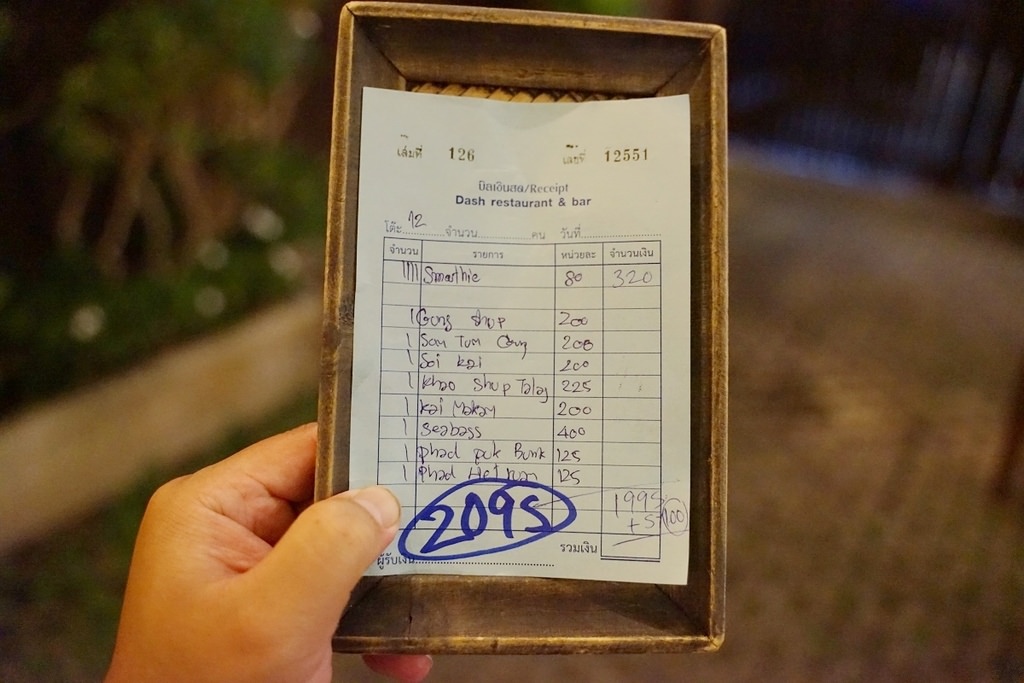 เล่มที่ 126 เลขที่ 12551
บิลเงินสด/Receipt
Dash restaurant & bar
โต๊ะ 12 จำนวน คน วันที่
จำนวน รายการ หน่วยละ จำนวนเงิน
1111 Smoothie 80 320
1 Gong Shup 200
1 Som Tum Gung 200
1 Soi kai 200
1 Khao Shup Talay 225
1 Kai Makam 200
1 Seabass 400
1 phad puk Bunk 125
1 Phad Het 125
1995
+5 100
2095
ผู้รับเงิน รวมเงิน